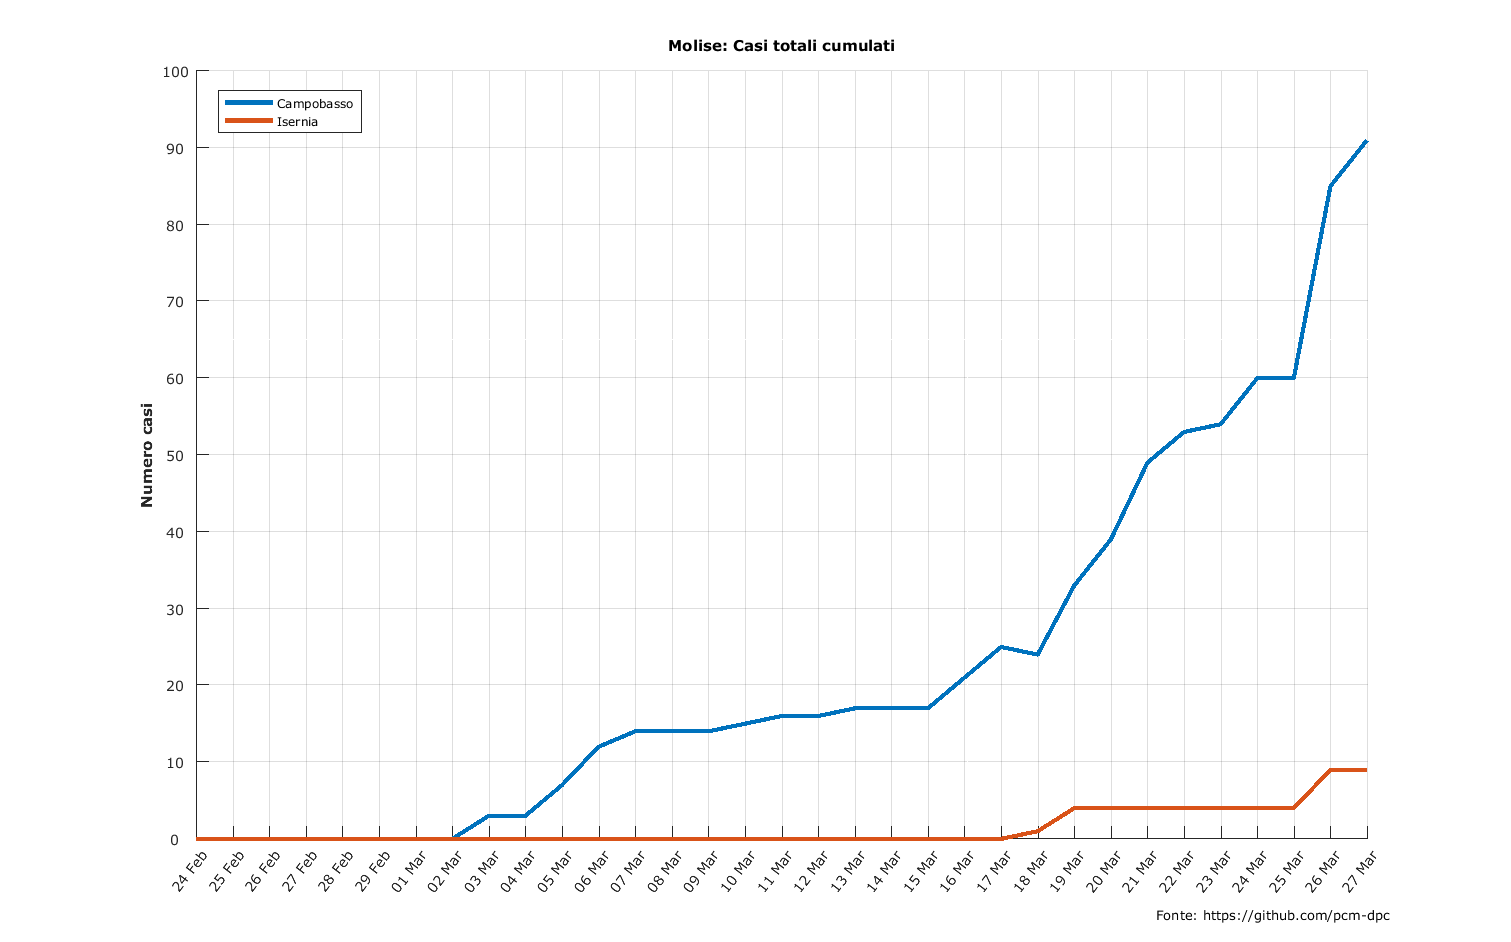 Molise: Casi totali cumulati
Campobasso
Isernia
Numero casi
100
90
80
70
60
50
40
30
20
10
0
24 Feb
25 Feb
26 Feb
27 Feb
28 Feb
29 Feb
01 Mar
02 Mar
03 Mar
04 Mar
05 Mar
06 Mar
07 Mar
08 Mar
09 Mar
10 Mar
11 Mar
12 Mar
13 Mar
14 Mar
15 Mar
16 Mar
17 Mar
18 Mar
19 Mar
20 Mar
21 Mar
22 Mar
23 Mar
24 Mar
25 Mar
26 Mar
27 Mar
Fonte: https://github.com/pcm-dpc